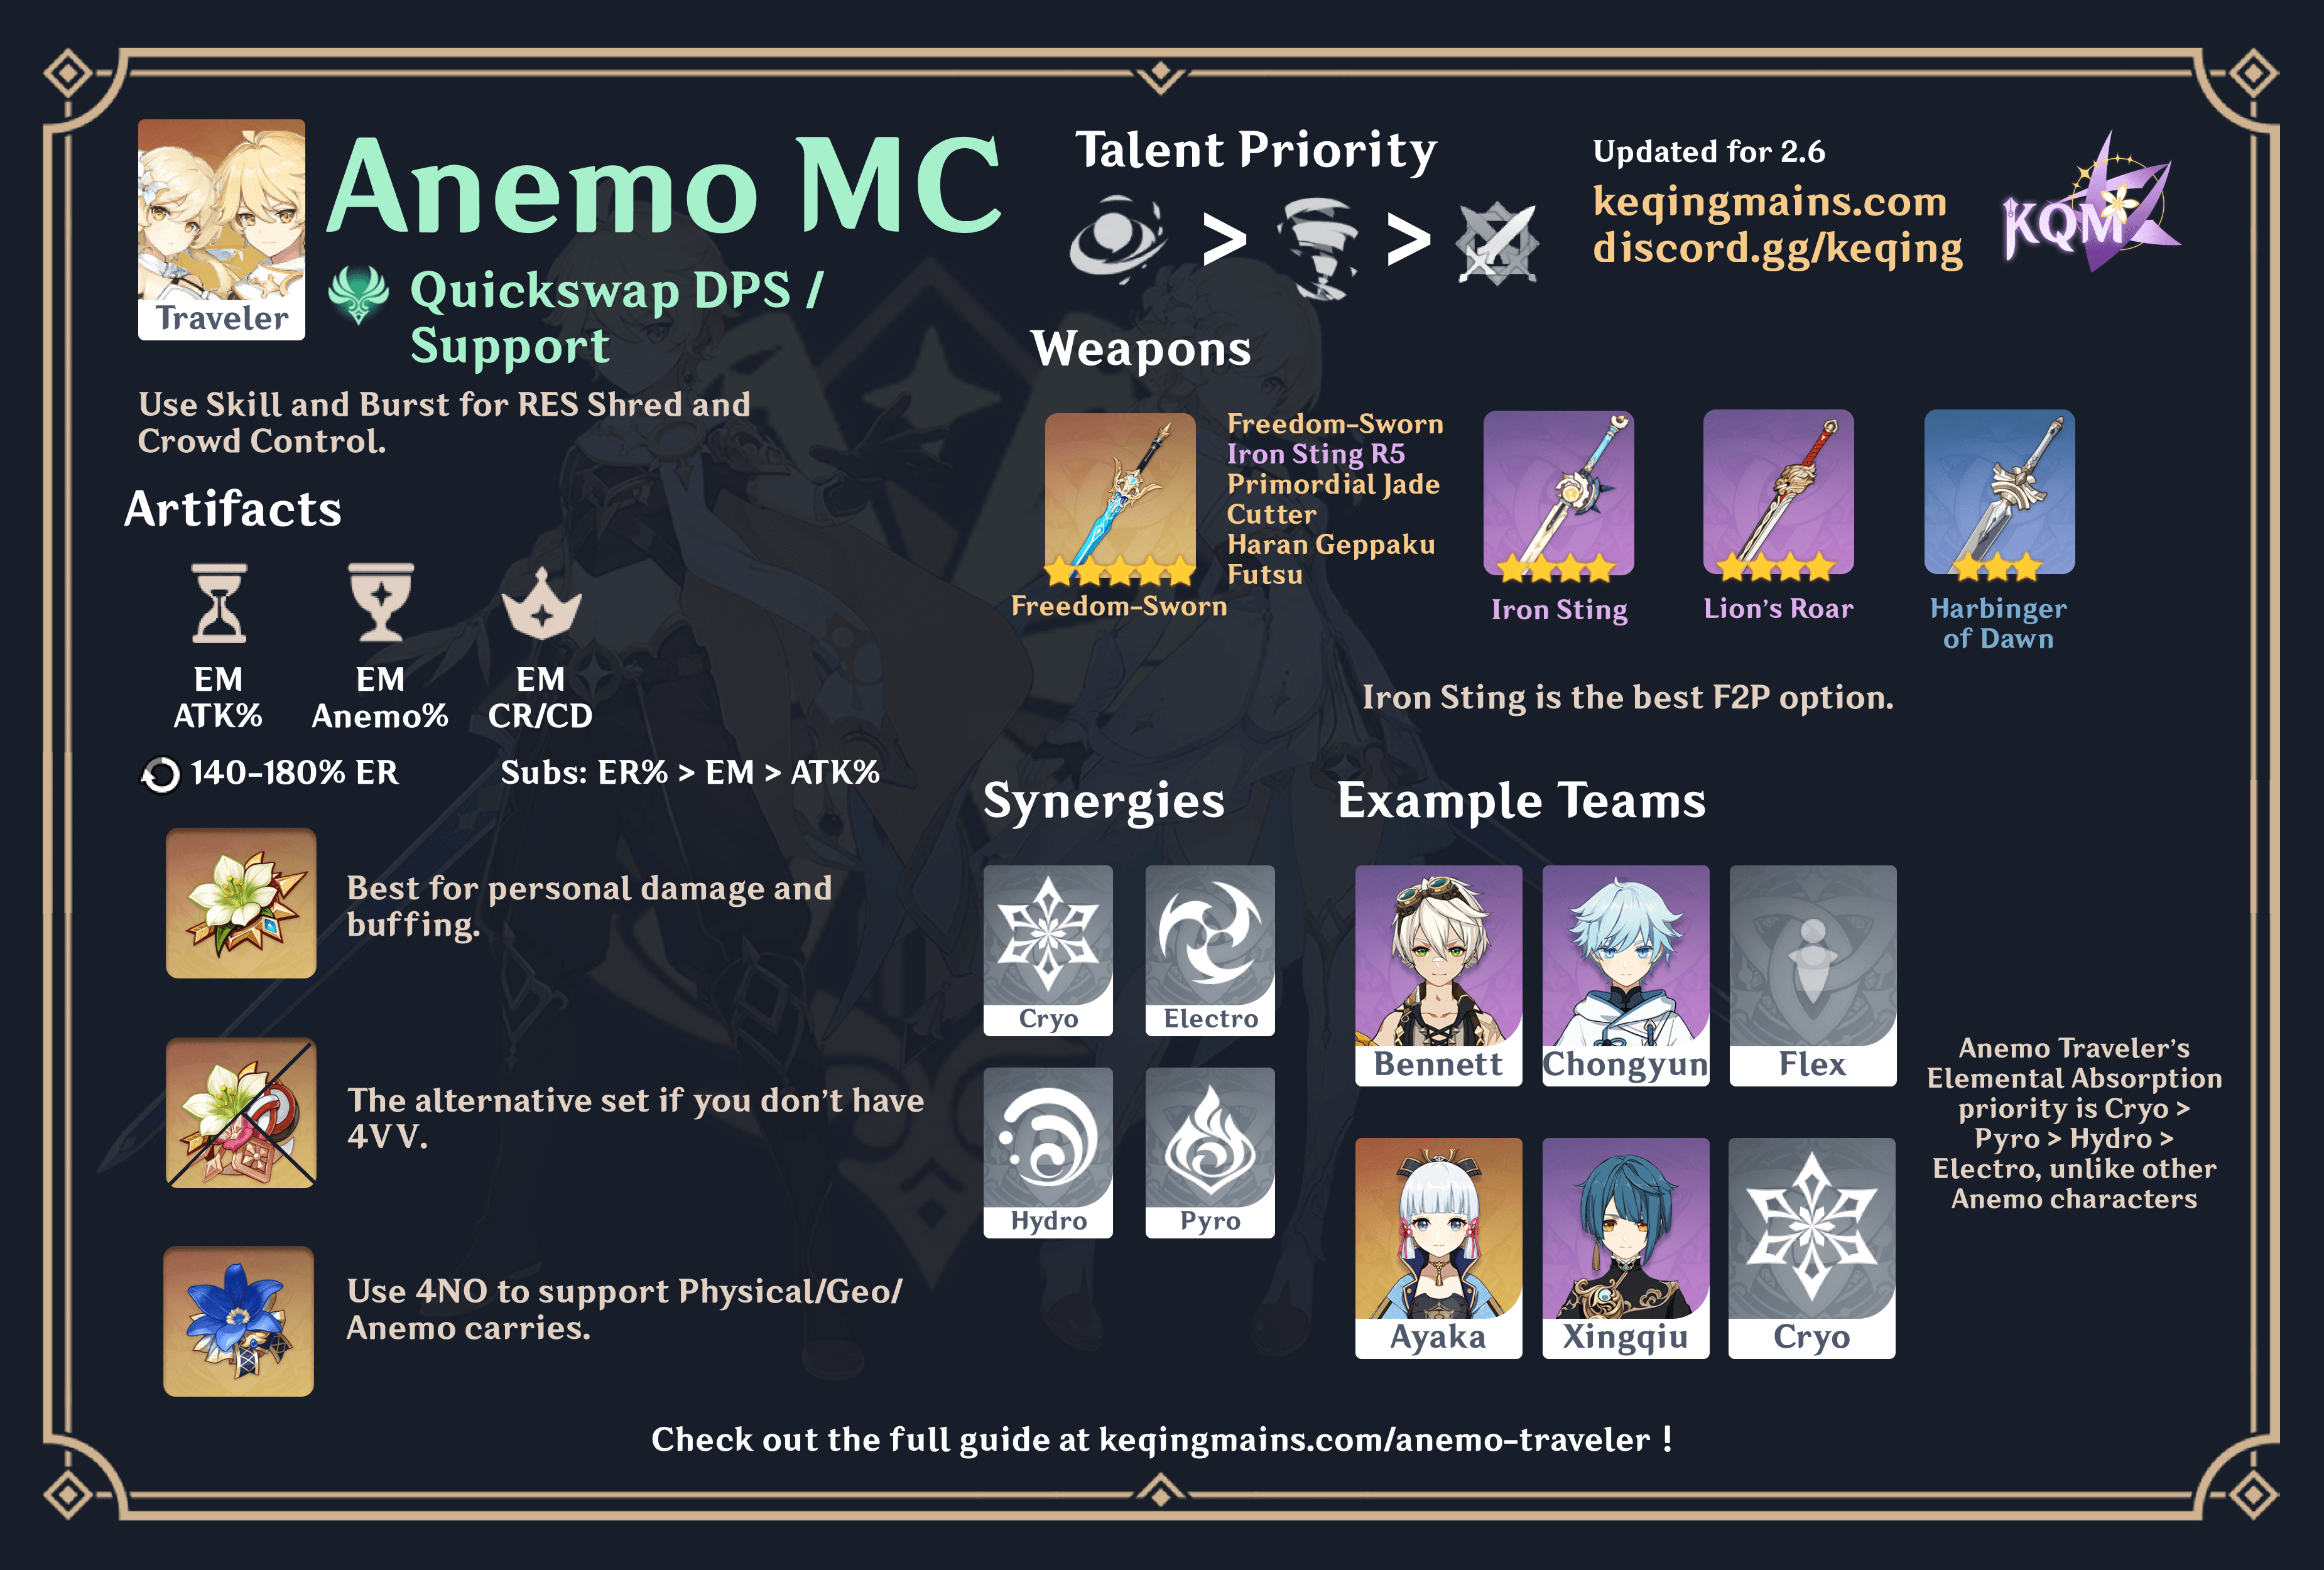 Anemo MC
Quickswap DPS /
Support
Traveler
Use Skill and Burst for RES Shred and
Crowd Control.
Talent Priority
> >
Updated for 2.6
keqingmains.com
discord.gg/keqing
KQM
Weapons
Freedom-Sworn
Freedom-Sworn
Iron Sting R5
Primordial Jade
Cutter
Haran Geppaku
Futsu
Iron Sting
Lion's Roar
Harbinger
of Dawn
Iron Sting is the best F2P option.
Artifacts
EM
ATK%
EM
Anemo%
EM
CR/CD
140-180% ER
Subs: ER% > EM > ATK%
Best for personal damage and
buffing.
The alternative set if you don't have
4VV.
Use 4NO to support Physical/Geo/
Anemo carries.
Synergies
Cryo
Electro
Hydro
Pyro
Example Teams
Bennett
Chongyun
Flex
Ayaka
Xingqiu
Cryo
Anemo Traveler's
Elemental Absorption
priority is Cryo >
Pyro > Hydro >
Electro, unlike other
Anemo characters
Check out the full guide at keqingmains.com/anemo-traveler !